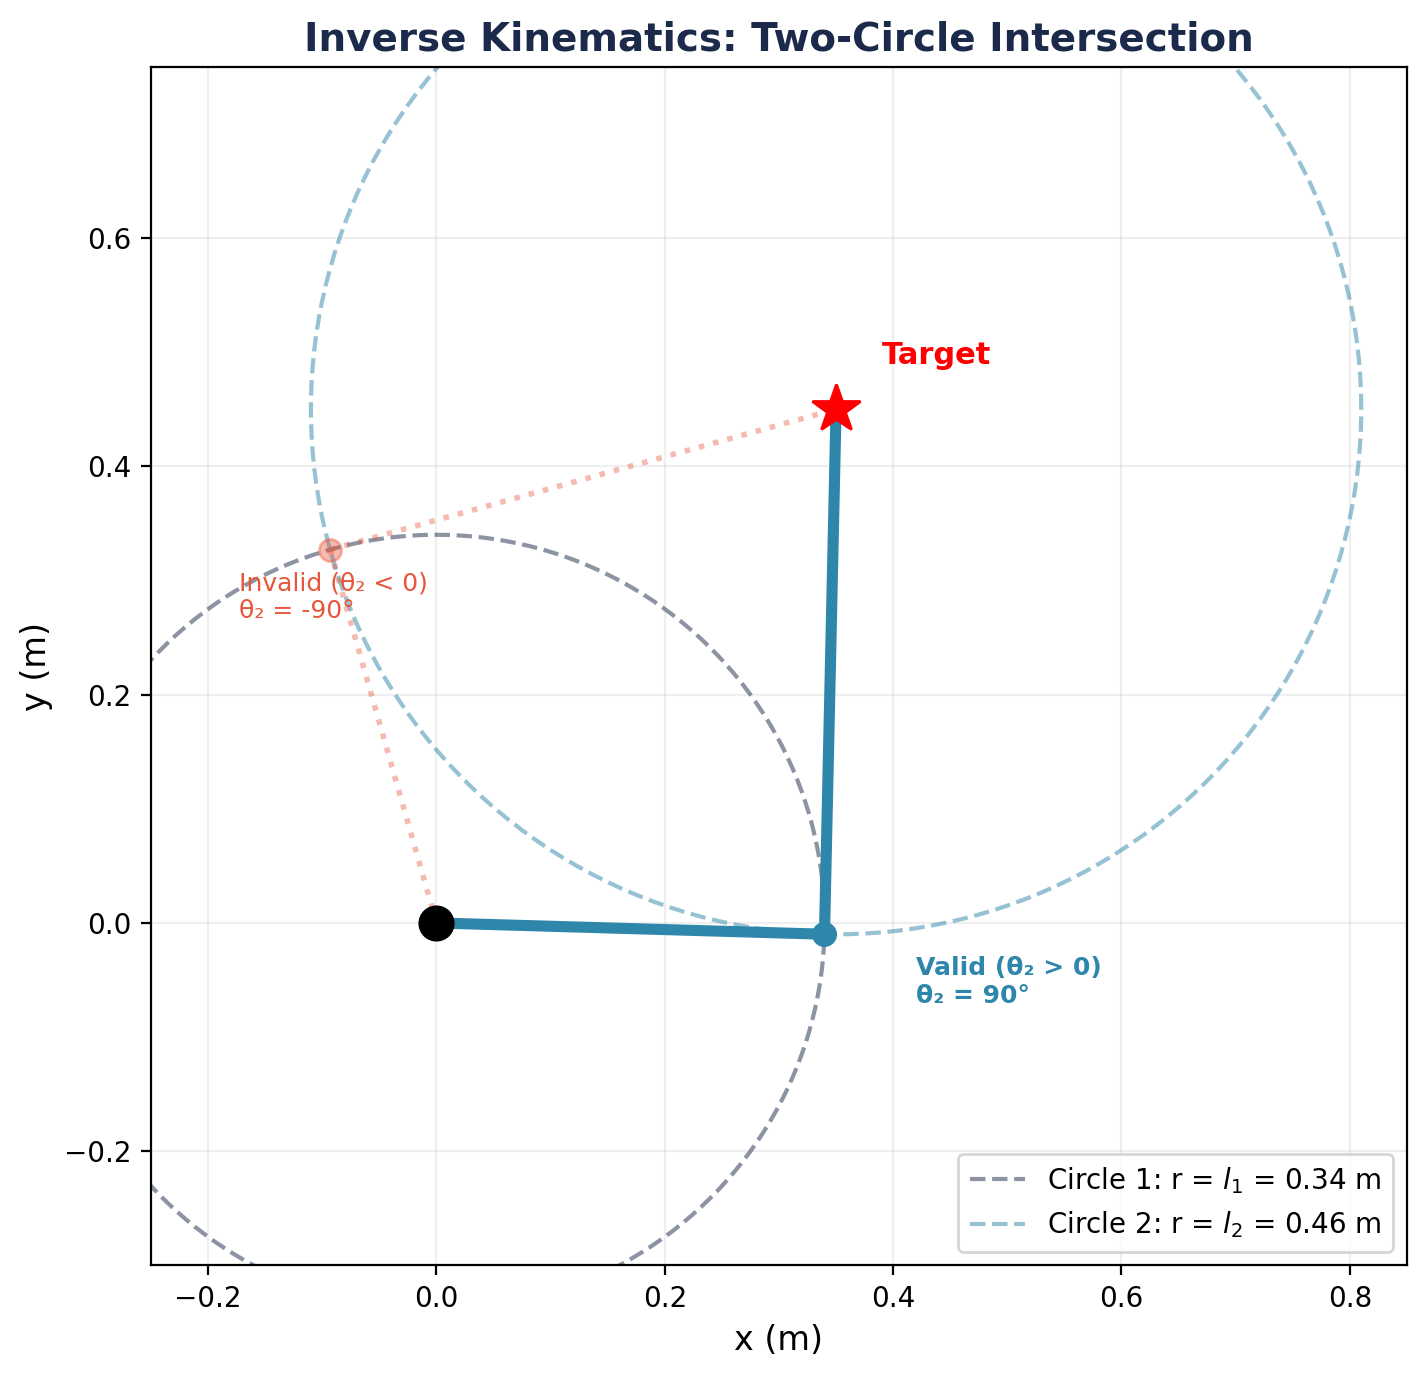 Inverse Kinematics: Two-Circle Intersection
Target
Invalid (θ₂ < 0)
θ₂ = -90°
Valid (θ₂ > 0)
θ₂ = 90°
y (m)
0.6
0.4
0.2
0.0
−0.2
−0.2
0.0
0.2
0.4
0.6
0.8
x (m)
Circle 1: r = l₁ = 0.34 m
Circle 2: r = l₂ = 0.46 m